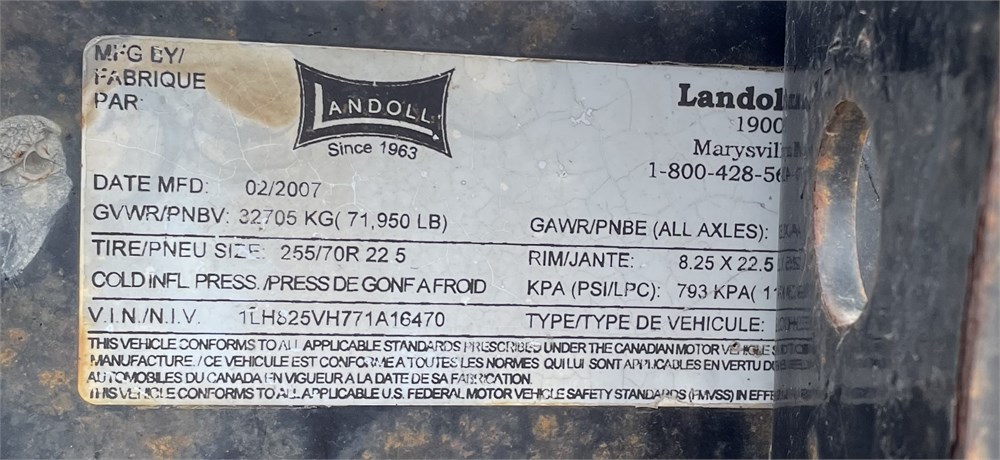 MFG BY/
FABRIQUE
PAR:
LANDOLL
Since 1963
Landol
1900
Marysvil
1-800-428-56
DATE MFD: 02/2007
GVWR/PNBV: 32705 KG( 71,950 LB)
GAWR/PNBE (ALL AXLES):
TIRE/PNEU SIZE: 255/70R 22 5
RIM/JANTE: 8.25 X 22.5
COLD INFL PRESS./PRESS DE GONF A FROID
KPA (PSI/LPC): 793 KPA( 11
V.I.N./N.I.V. 1LH825VH771A16470
TYPE/TYPE DE VEHICULE:
THIS VEHICLE CONFORMS TO ALL APPLICABLE STANDARDS PRESCRIBED UNDER THE CANADIAN MOTOR VEHICLE
MANUFACTURE./ CE VEHICULE EST CONFORME A TOUTES LES NORMES QUI LUI SONT APPLICABLES EN VERTU
AUTOMOBILES DU CANADA EN VIGUEUR A LA DATE DE SA FABRICATION.
THIS VEHICLE CONFORMS TO ALL APPLICABLE U.S. FEDERAL MOTOR VEHICLE SAFETY STANDARDS (FMVSS) IN